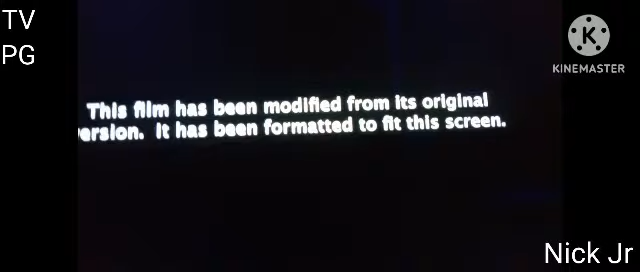 TV
PG
K
KINEMASTER
This film has been modified from its original
ersion. It has been formatted to fit this screen.
Nick Jr